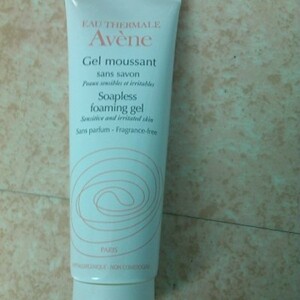 EAU THERMALE
Avène
Gel moussant
sans savon
Peaux sensibles et irritables
Soapless
foaming gel
Sensitive and irritated skin
Sans parfum - Fragrance-free
PARIS